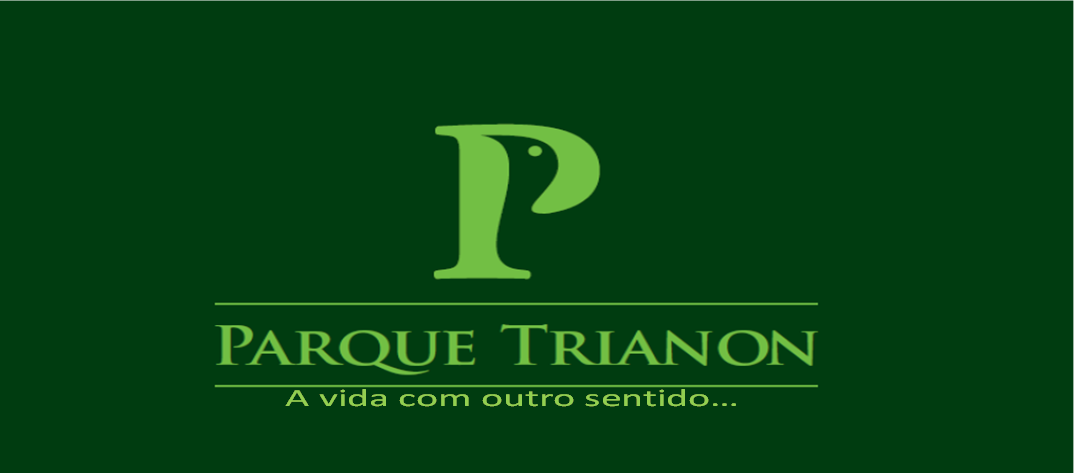 P
PARQUE TRIANON
A vida com outro sentido...